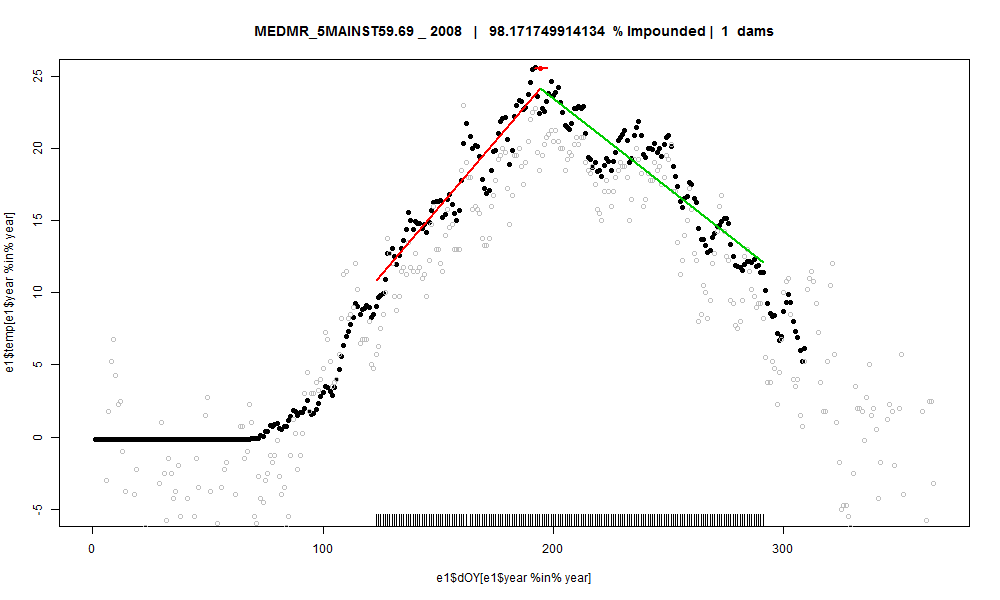 MEDMR_5MAINST59.69 _ 2008 | 98.171749914134 % Impounded | 1 dams
e1$temp[e1$year %in% year]
25
20
15
10
5
0
-5
0 100 200 300
e1$dOY[e1$year %in% year]